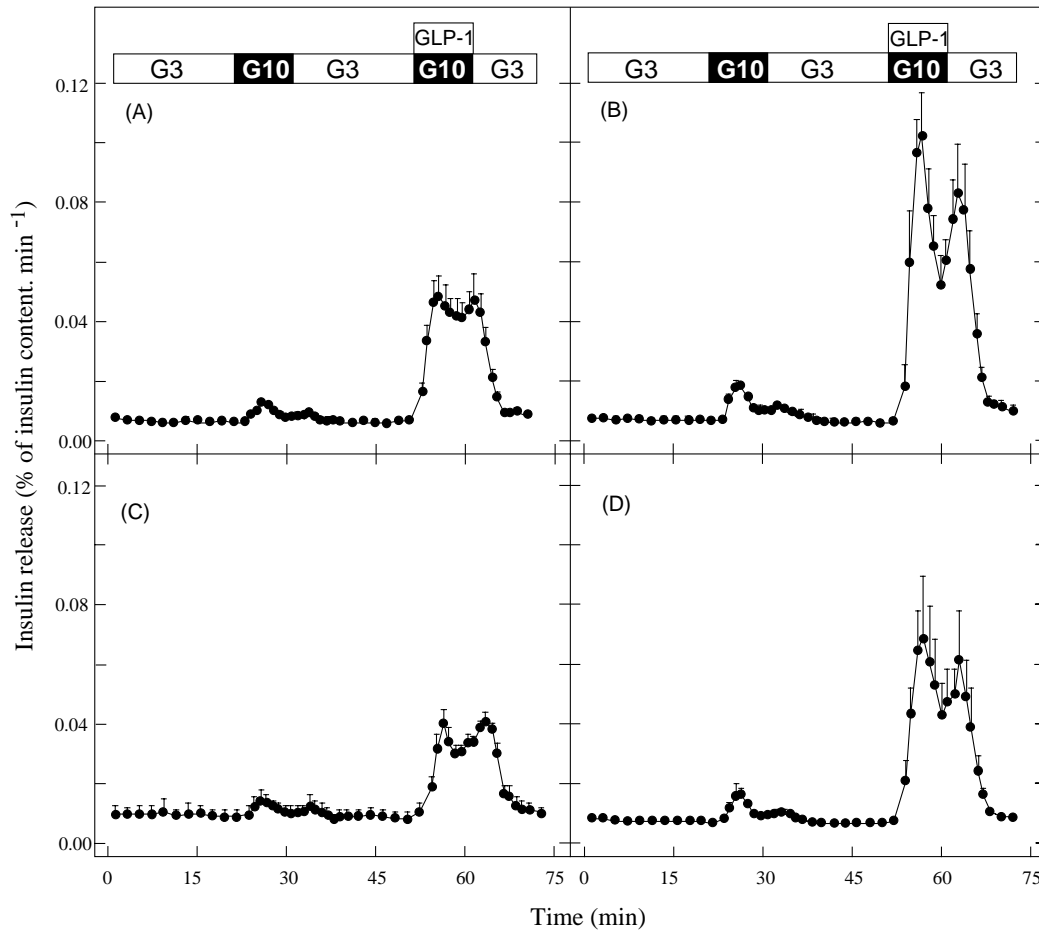 GLP-1 GLP-1
G3 G10 G3 G10 G3 G3 G10 G3 G10 G3
0.12
(A) (B)
0.08
0.04
0.00
0.12
(C) (D)
0.08
0.04
0.00
0 15 30 45 60 75 0 15 30 45 60 75
Insulin release (% of insulin content. min -1)
Time (min)